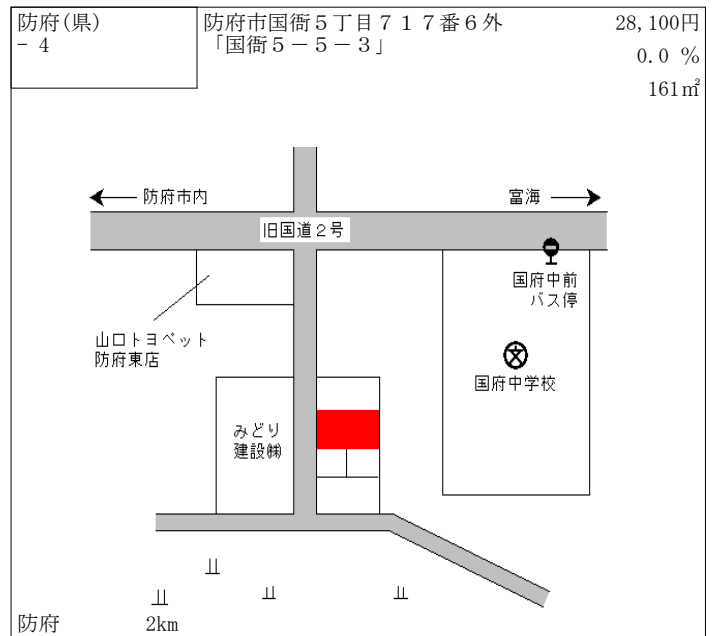 防府(県)
- 4
防府市国衙５丁目７１７番６外
「国衙５－５－３」
28,100円
0.0 %
161㎡
防府市内
富海
旧国道２号
国府中前
バス停
山口トヨペット
防府東店
国府中学校
みどり
建設㈱
防府 2km